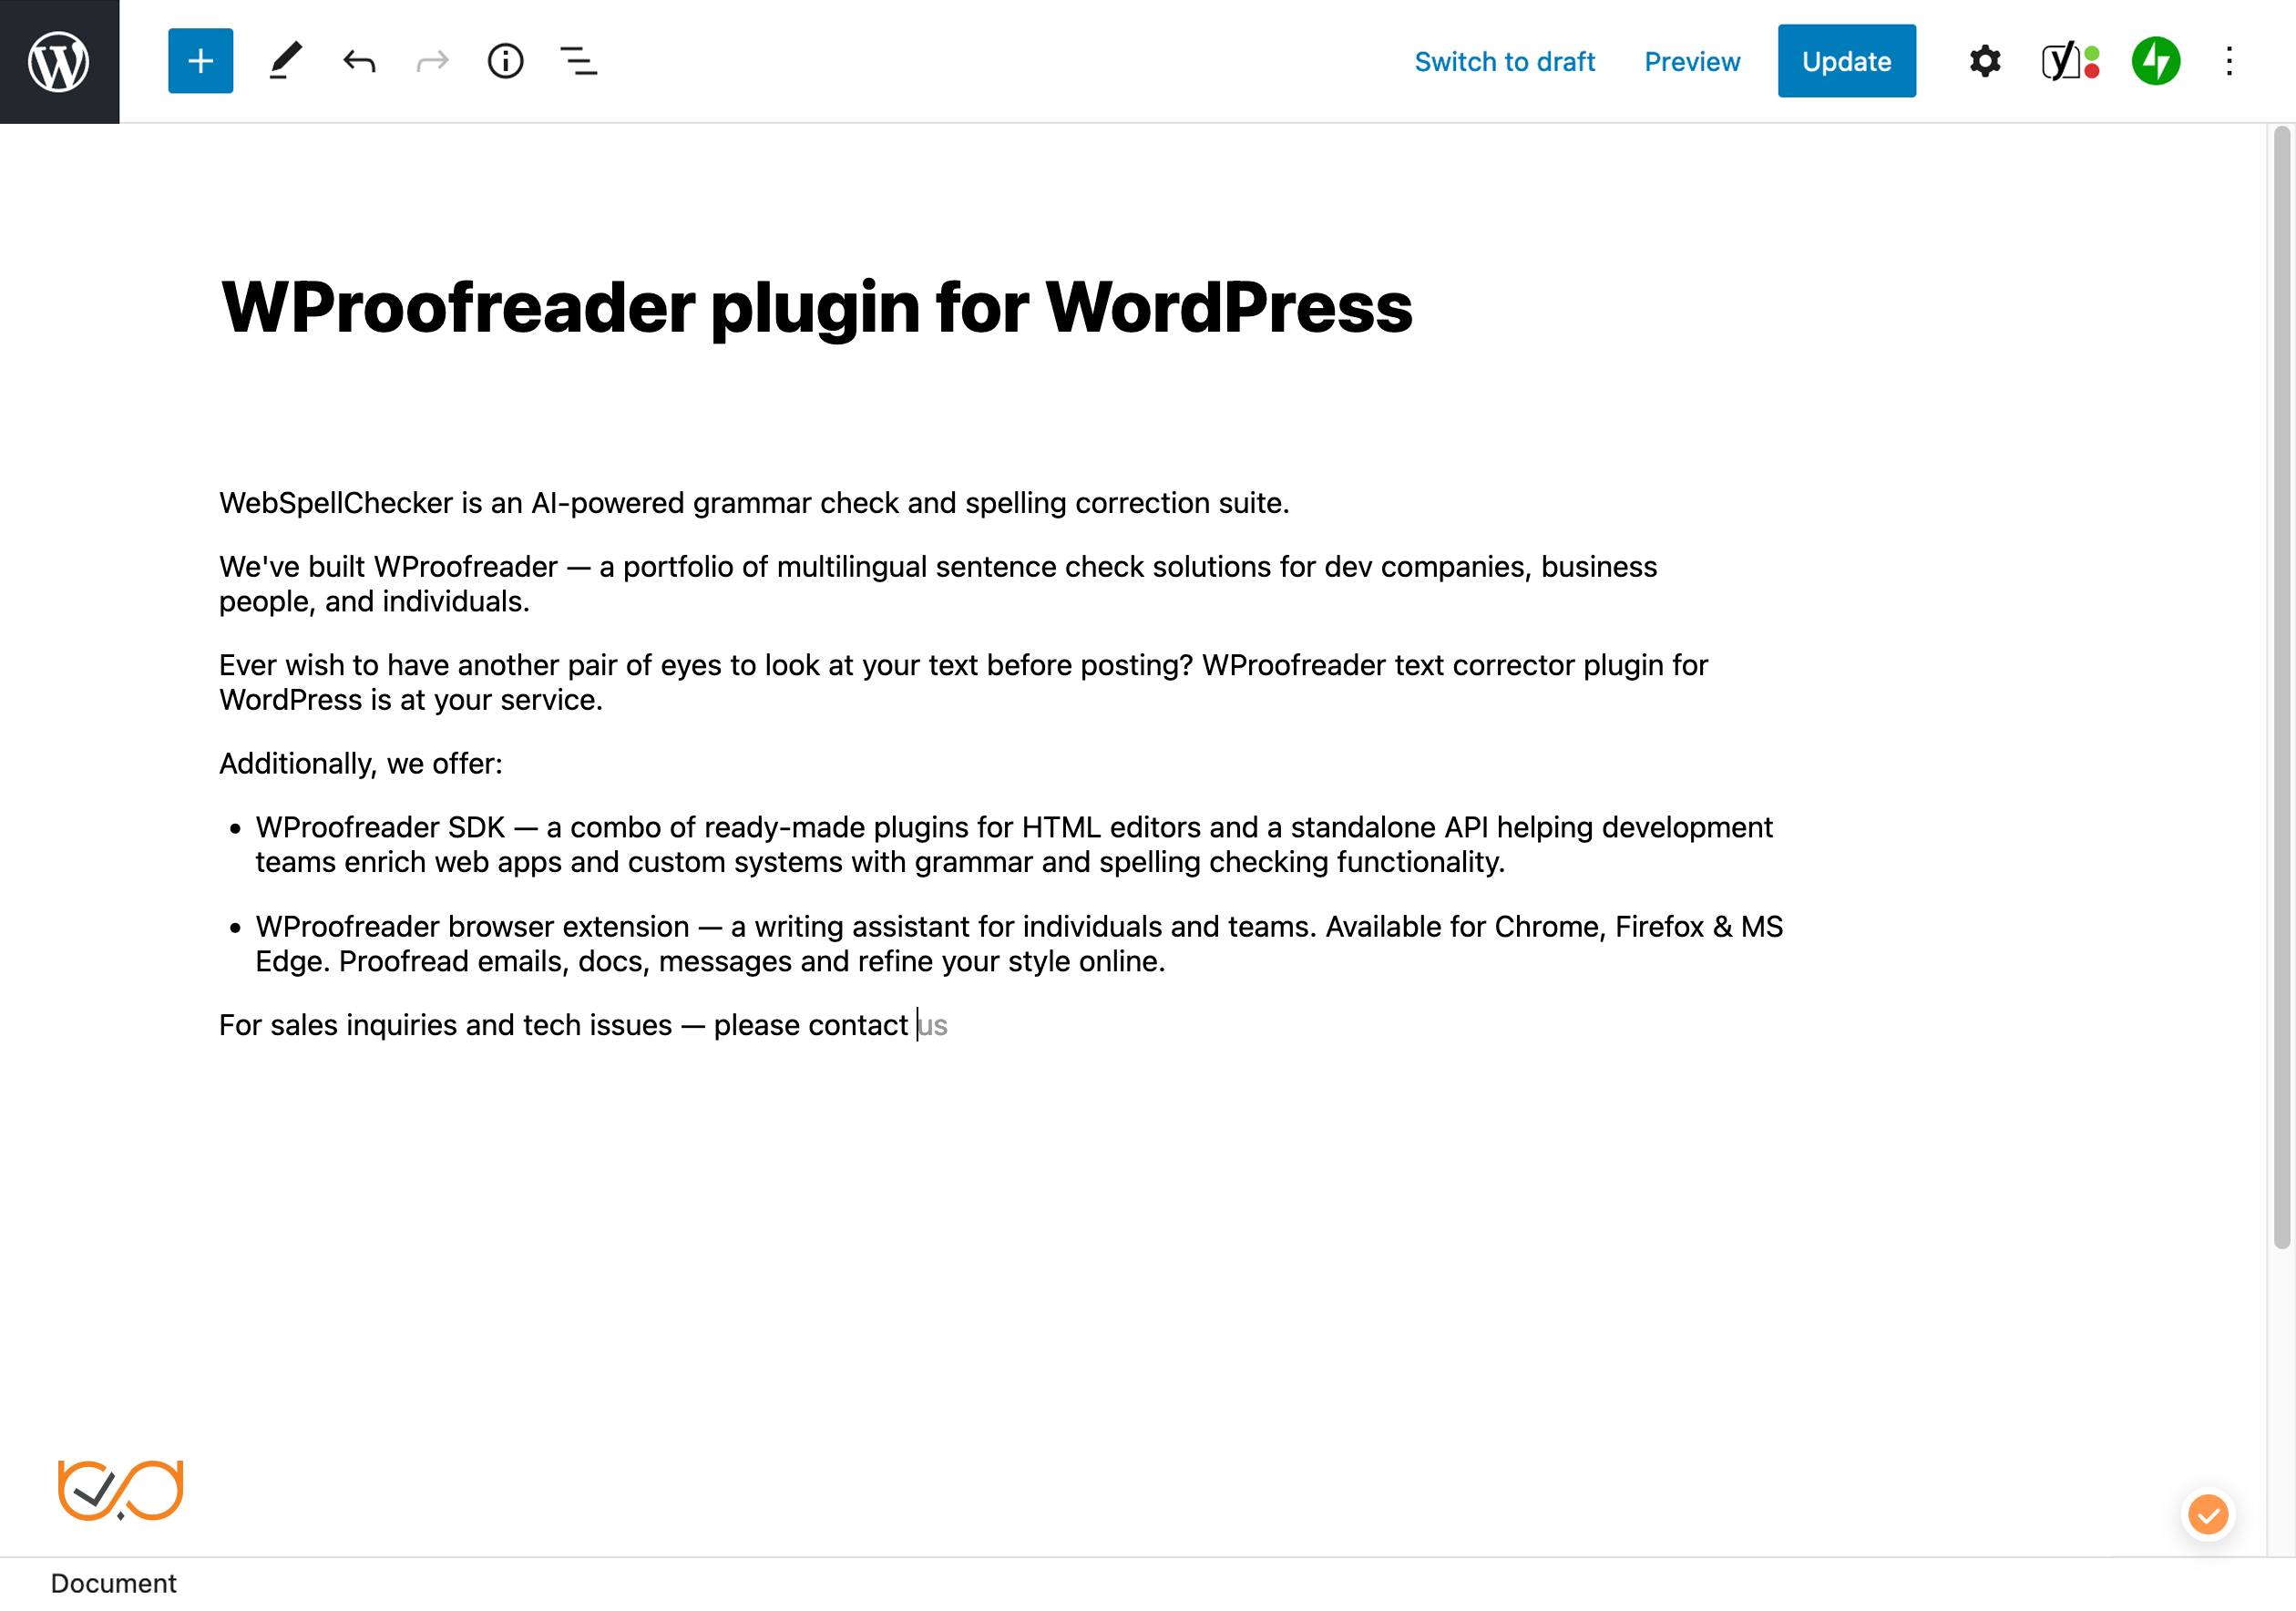 Switch to draft
Preview
Update
WProofreader plugin for WordPress
WebSpellChecker is an AI-powered grammar check and spelling correction suite.
We've built WProofreader — a portfolio of multilingual sentence check solutions for dev companies, business
people, and individuals.
Ever wish to have another pair of eyes to look at your text before posting? WProofreader text corrector plugin for
WordPress is at your service.
Additionally, we offer:
• WProofreader SDK — a combo of ready-made plugins for HTML editors and a standalone API helping development
teams enrich web apps and custom systems with grammar and spelling checking functionality.
• WProofreader browser extension — a writing assistant for individuals and teams. Available for Chrome, Firefox & MS
Edge. Proofread emails, docs, messages and refine your style online.
For sales inquiries and tech issues — please contact us
Document